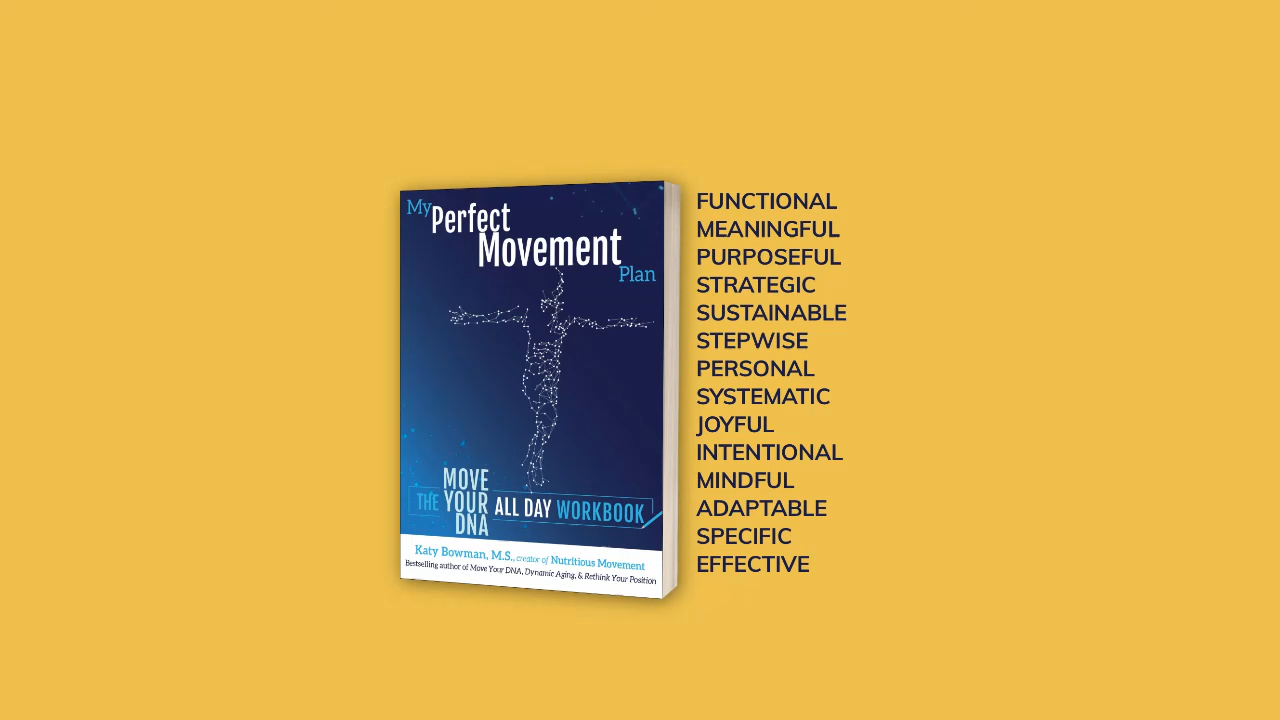 My Perfect
Movement
Plan
THE MOVE YOUR DNA ALL DAY WORKBOOK
Katy Bowman, M.S., creator of Nutritious Movement
Bestselling author of Move Your DNA, Dynamic Aging, & Rethink Your Position
FUNCTIONAL
MEANINGFUL
PURPOSEFUL
STRATEGIC
SUSTAINABLE
STEPWISE
PERSONAL
SYSTEMATIC
JOYFUL
INTENTIONAL
MINDFUL
ADAPTABLE
SPECIFIC
EFFECTIVE